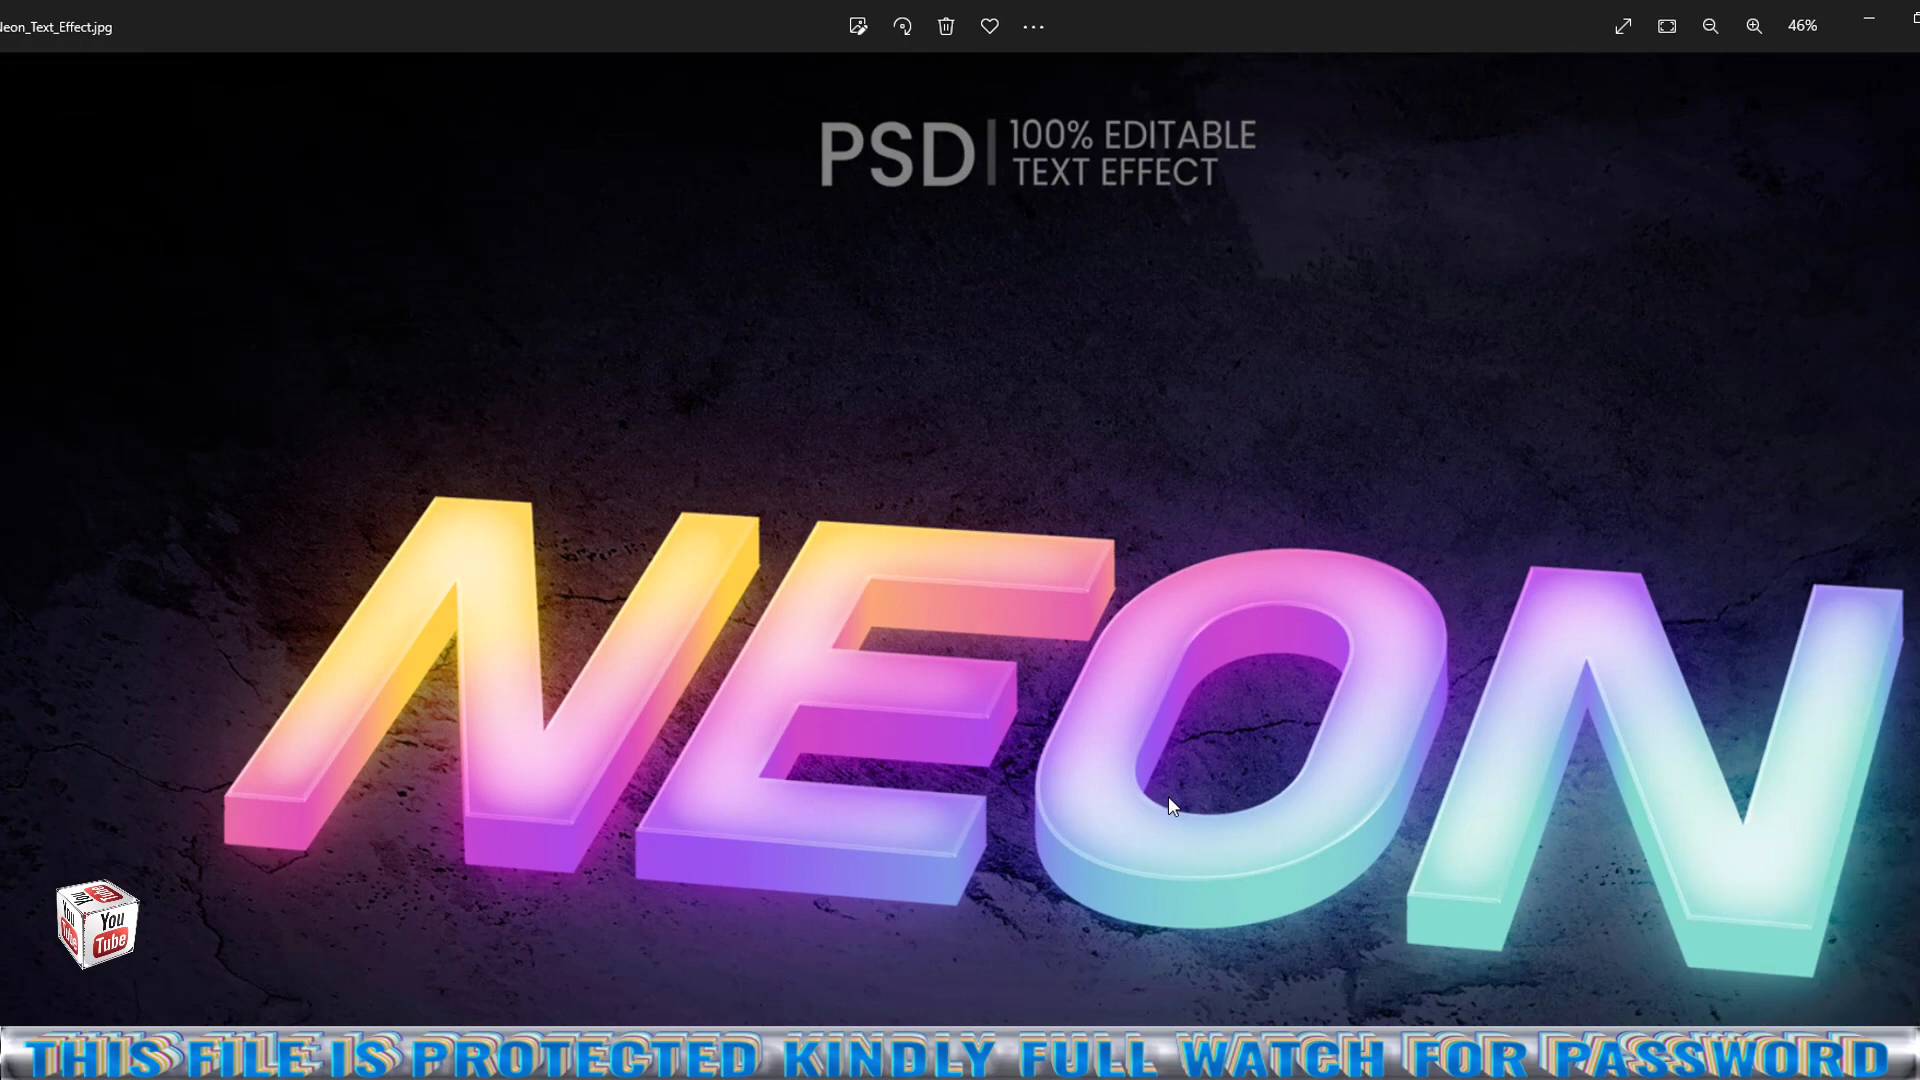 Neon_Text_Effect.jpg
46%
PSD
100% EDITABLE
TEXT EFFECT
NEON
You
Tube
THIS FILE IS PROTECTED KINDLY FULL WATCH FOR PASSWORD